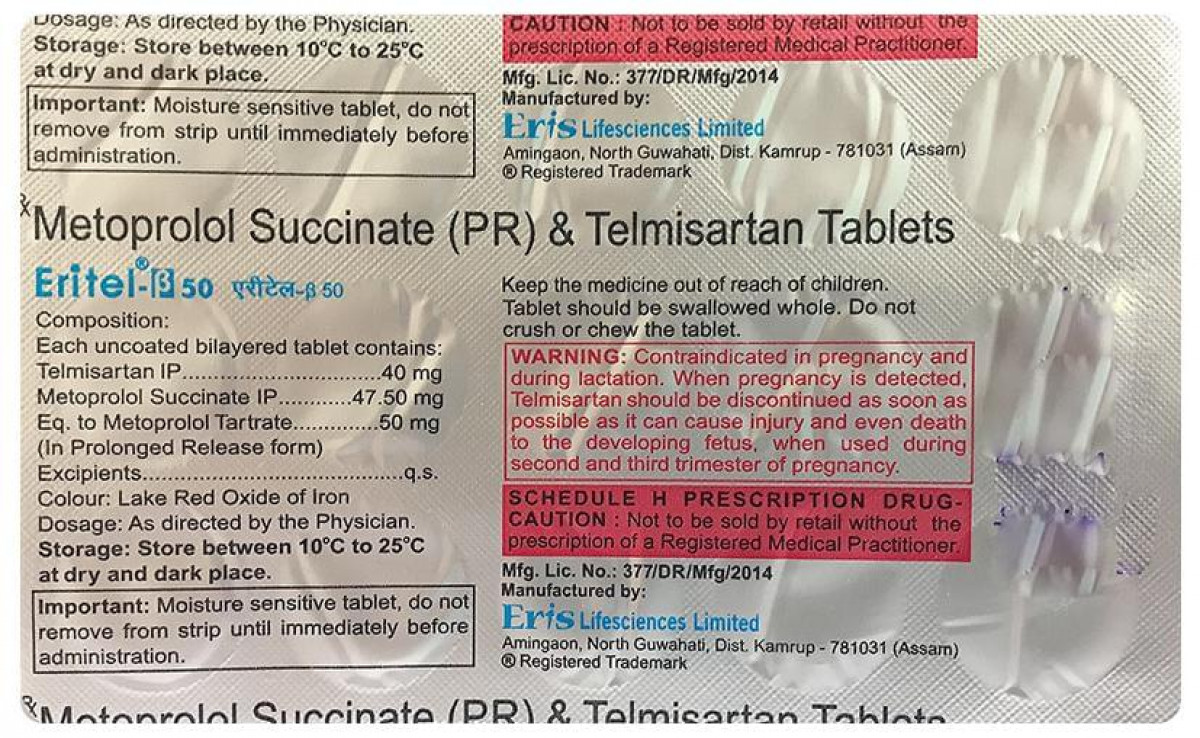 Dosage: As directed by the Physician.
Storage: Store between 10°C to 25°C
at dry and dark place.
Important: Moisture sensitive tablet, do not
remove from strip until immediately before
administration.
CAUTION : Not to be sold by retail without the
prescription of a Registered Medical Practitioner.
Mfg. Lic. No.: 377/DR/Mfg/2014
Manufactured by:
Eris Lifesciences Limited
Amingaon, North Guwahati, Dist. Kamrup - 781031 (Assam)
® Registered Trademark
℞ Metoprolol Succinate (PR) & Telmisartan Tablets
Eritel®-β 50 एरीटेल-β 50
Composition:
Each uncoated bilayered tablet contains:
Telmisartan IP..............................40 mg
Metoprolol Succinate IP...........47.50 mg
Eq. to Metoprolol Tartrate.............50 mg
(In Prolonged Release form)
Excipients.......................................q.s.
Colour: Lake Red Oxide of Iron
Dosage: As directed by the Physician.
Storage: Store between 10°C to 25°C
at dry and dark place.
Important: Moisture sensitive tablet, do not
remove from strip until immediately before
administration.
Keep the medicine out of reach of children.
Tablet should be swallowed whole. Do not
crush or chew the tablet.
WARNING: Contraindicated in pregnancy and
during lactation. When pregnancy is detected,
Telmisartan should be discontinued as soon as
possible as it can cause injury and even death
to the developing fetus, when used during
second and third trimester of pregnancy.
SCHEDULE H PRESCRIPTION DRUG-
CAUTION : Not to be sold by retail without the
prescription of a Registered Medical Practitioner.
Mfg. Lic. No.: 377/DR/Mfg/2014
Manufactured by:
Eris Lifesciences Limited
Amingaon, North Guwahati, Dist. Kamrup - 781031 (Assam)
® Registered Trademark
℞ Metoprolol Succinate (PR) & Telmisartan Tablets